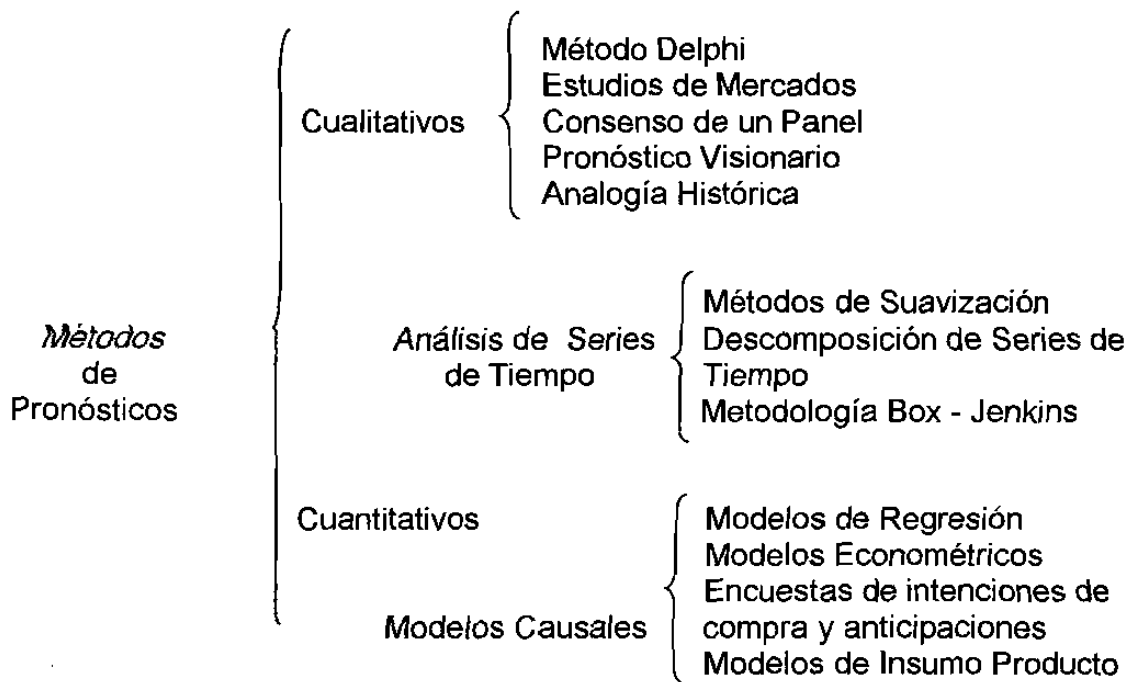 Métodos
de
Pronósticos
Cualitativos
Método Delphi
Estudios de Mercados
Consenso de un Panel
Pronóstico Visionario
Analogía Histórica
Análisis de Series
de Tiempo
Métodos de Suavización
Descomposición de Series de
Tiempo
Metodología Box - Jenkins
Cuantitativos
Modelos Causales
Modelos de Regresión
Modelos Econométricos
Encuestas de intenciones de
compra y anticipaciones
Modelos de Insumo Producto